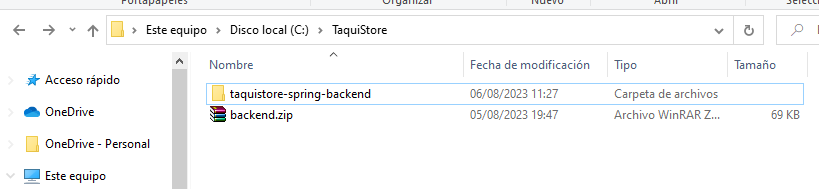 Portapapeles Organizar Nuevo Abrir
Este equipo > Disco local (C:) > TaquiStore
Nombre Fecha de modificación Tipo Tamaño
Acceso rápido
taquistore-spring-backend 06/08/2023 11:27 Carpeta de archivos
OneDrive
backend.zip 05/08/2023 19:47 Archivo WinRAR Z... 69 KB
OneDrive - Personal
Este equipo